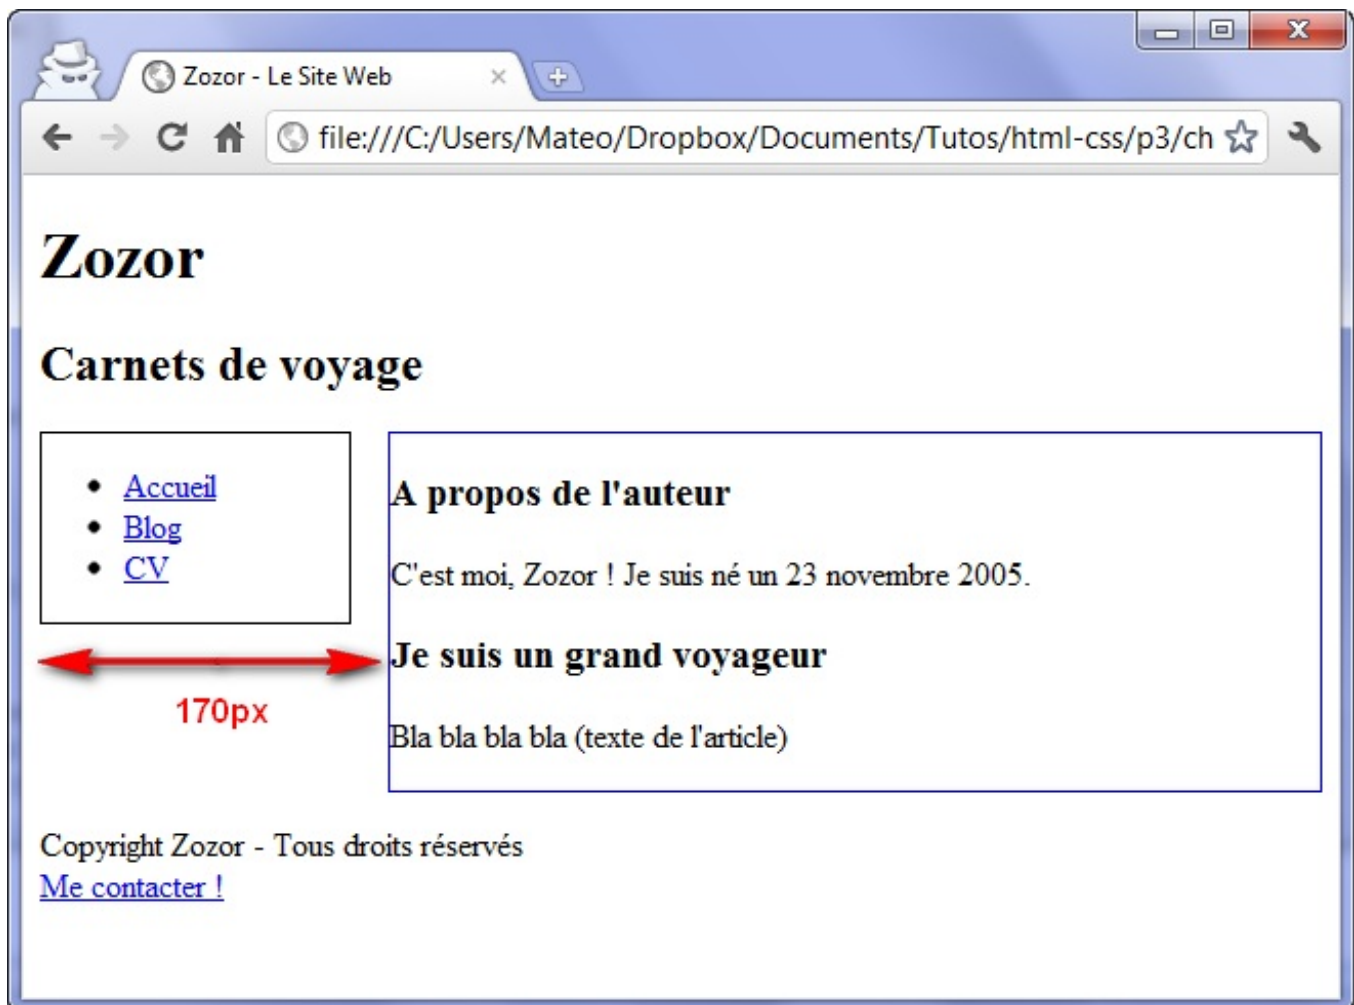 Zozor - Le Site Web
file:///C:/Users/Mateo/Dropbox/Documents/Tutos/html-css/p3/ch
Zozor
Carnets de voyage
Accueil
Blog
CV
170px
A propos de l'auteur
C'est moi, Zozor ! Je suis né un 23 novembre 2005.
Je suis un grand voyageur
Bla bla bla bla (texte de l'article)
Copyright Zozor - Tous droits réservés
Me contacter !